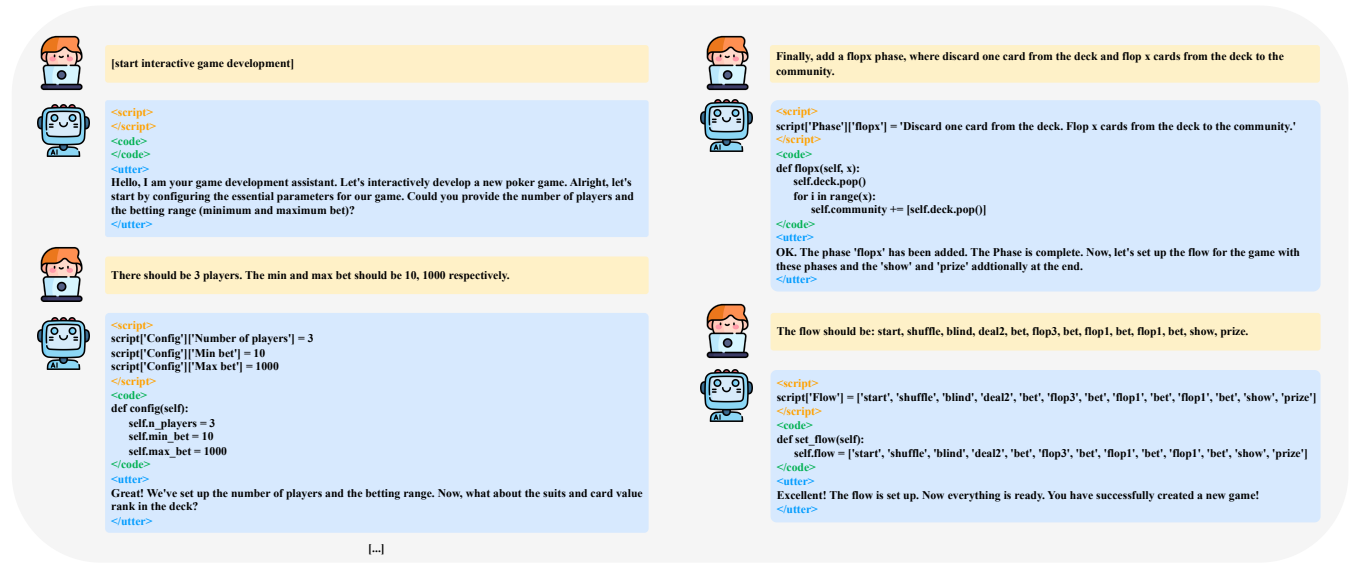 [start interactive game development]
AI
<script>
</script>
<code>
</code>
<utter>
Hello, I am your game development assistant. Let's interactively develop a new poker game. Alright, let's
start by configuring the essential parameters for our game. Could you provide the number of players and
the betting range (minimum and maximum bet)?
</utter>
There should be 3 players. The min and max bet should be 10, 1000 respectively.
AI
<script>
script['Config']['Number of players'] = 3
script['Config']['Min bet'] = 10
script['Config']['Max bet'] = 1000
</script>
<code>
def config(self):
self.n_players = 3
self.min_bet = 10
self.max_bet = 1000
</code>
<utter>
Great! We've set up the number of players and the betting range. Now, what about the suits and card value
rank in the deck?
</utter>
[...]
Finally, add a flopx phase, where discard one card from the deck and flop x cards from the deck to the
community.
AI
<script>
script['Phase']['flopx'] = 'Discard one card from the deck. Flop x cards from the deck to the community.'
</script>
<code>
def flopx(self, x):
self.deck.pop()
for i in range(x):
self.community += [self.deck.pop()]
</code>
<utter>
OK. The phase 'flopx' has been added. The Phase is complete. Now, let's set up the flow for the game with
these phases and the 'show' and 'prize' addtionally at the end.
</utter>
The flow should be: start, shuffle, blind, deal2, bet, flop3, bet, flop1, bet, flop1, bet, show, prize.
AI
<script>
script['Flow'] = ['start', 'shuffle', 'blind', 'deal2', 'bet', 'flop3', 'bet', 'flop1', 'bet', 'flop1', 'bet', 'show', 'prize']
</script>
<code>
def set_flow(self):
self.flow = ['start', 'shuffle', 'blind', 'deal2', 'bet', 'flop3', 'bet', 'flop1', 'bet', 'flop1', 'bet', 'show', 'prize']
</code>
<utter>
Excellent! The flow is set up. Now everything is ready. You have successfully created a new game!
</utter>